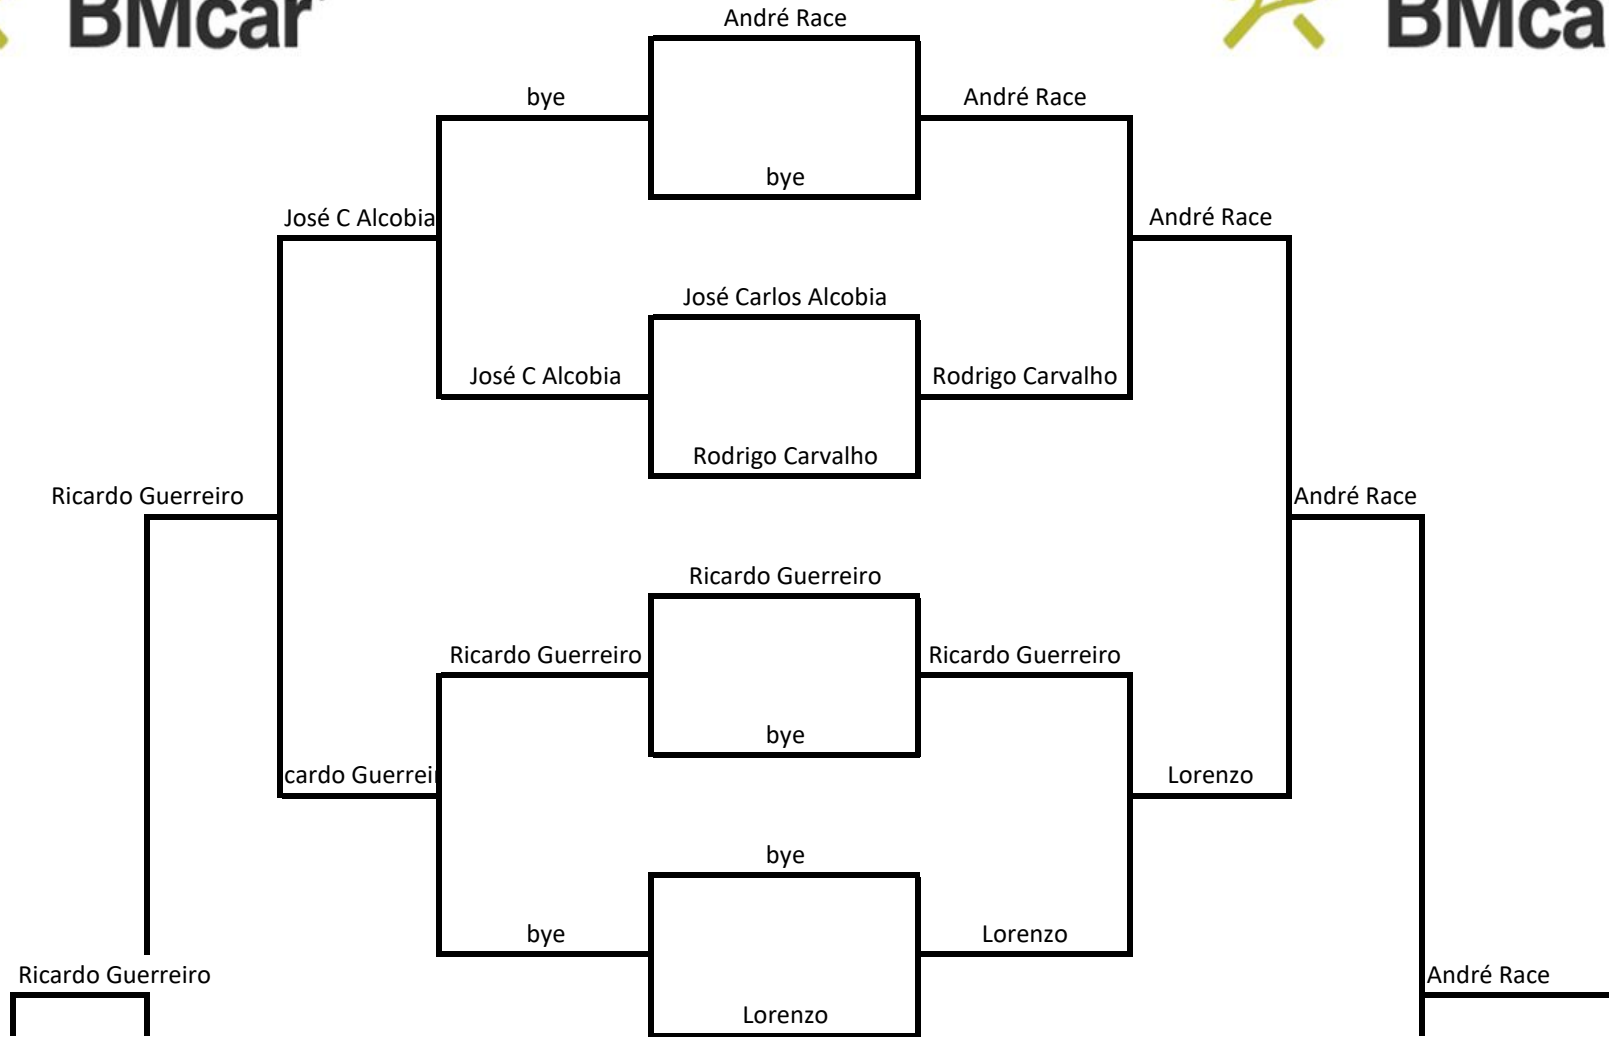 BMcar
BMca
André Race
bye
André Race
bye
José C Alcobia
André Race
José Carlos Alcobia
José C Alcobia
Rodrigo Carvalho
Rodrigo Carvalho
Ricardo Guerreiro
André Race
Ricardo Guerreiro
Ricardo Guerreiro
Ricardo Guerreiro
bye
cardo Guerrei
Lorenzo
bye
bye
Lorenzo
Ricardo Guerreiro
André Race
Lorenzo